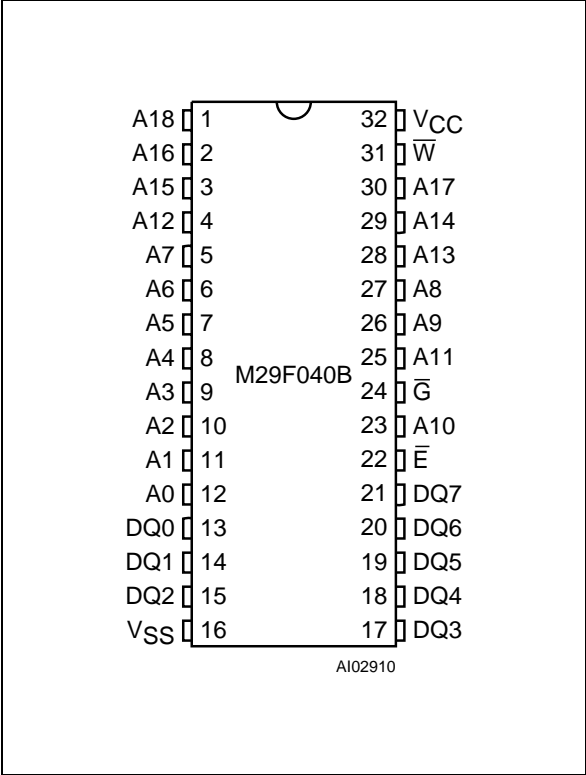 A18 1 32 VCC
A16 2 31 W̅
A15 3 30 A17
A12 4 29 A14
A7 5 28 A13
A6 6 27 A8
A5 7 26 A9
A4 8 25 A11
M29F040B
A3 9 24 G̅
A2 10 23 A10
A1 11 22 E̅
A0 12 21 DQ7
DQ0 13 20 DQ6
DQ1 14 19 DQ5
DQ2 15 18 DQ4
VSS 16 17 DQ3
AI02910